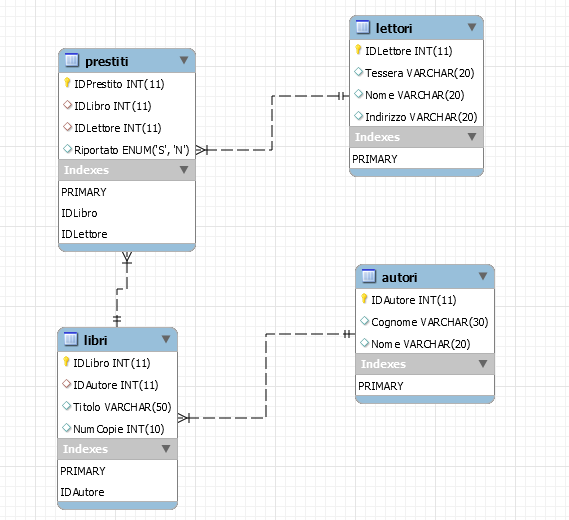 prestiti
IDPrestito INT(11)
IDLibro INT(11)
IDLettore INT(11)
Riportato ENUM('S', 'N')
Indexes
PRIMARY
IDLibro
IDLettore
lettori
IDLettore INT(11)
Tessera VARCHAR(20)
Nome VARCHAR(20)
Indirizzo VARCHAR(20)
Indexes
PRIMARY
libri
IDLibro INT(11)
IDAutore INT(11)
Titolo VARCHAR(50)
NumCopie INT(10)
Indexes
PRIMARY
IDAutore
autori
IDAutore INT(11)
Cognome VARCHAR(30)
Nome VARCHAR(20)
Indexes
PRIMARY